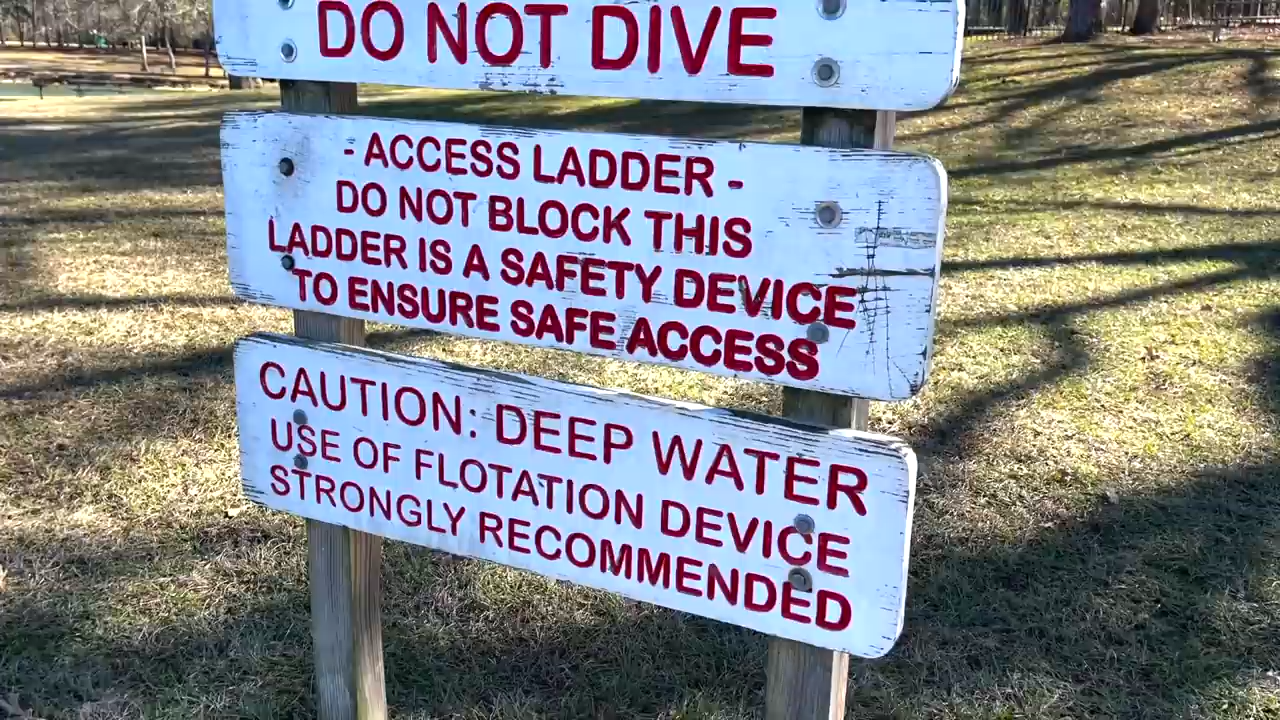 DO NOT DIVE
- ACCESS LADDER -
DO NOT BLOCK THIS
LADDER IS A SAFETY DEVICE
TO ENSURE SAFE ACCESS
CAUTION: DEEP WATER
USE OF FLOTATION DEVICE
STRONGLY RECOMMENDED